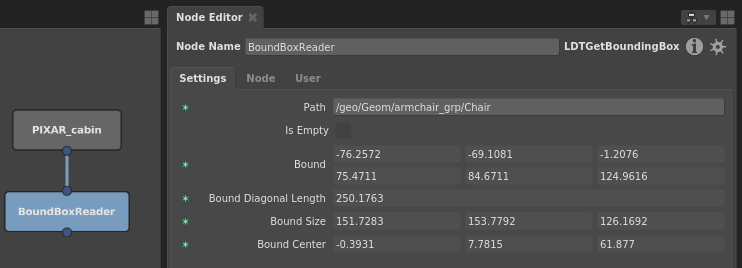 Node Editor
Node Name BoundBoxReader LDTGetBoundingBox
Settings Node User
Path /geo/Geom/armchair_grp/Chair
Is Empty
Bound -76.2572 -69.1081 -1.2076
75.4711 84.6711 124.9616
Bound Diagonal Length 250.1763
Bound Size 151.7283 153.7792 126.1692
Bound Center -0.3931 7.7815 61.877
PIXAR_cabin
BoundBoxReader